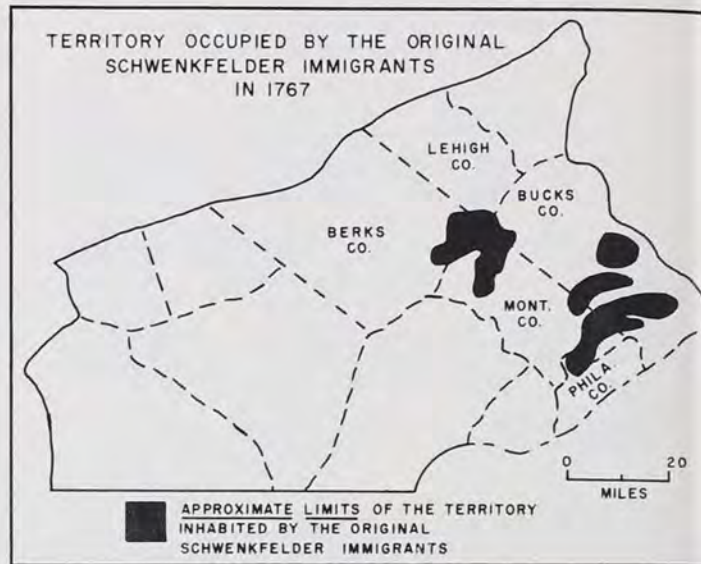 TERRITORY OCCUPIED BY THE ORIGINAL
SCHWENKFELDER IMMIGRANTS
IN 1767
LEHIGH
CO.
BUCKS
CO.
BERKS
CO.
MONT.
CO.
PHILA.
CO.
0 20
MILES
APPROXIMATE LIMITS OF THE TERRITORY
INHABITED BY THE ORIGINAL
SCHWENKFELDER IMMIGRANTS